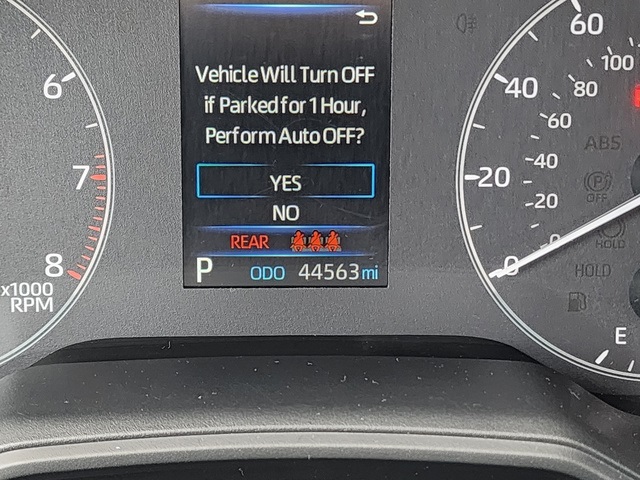 Vehicle Will Turn OFF
if Parked for 1 Hour,
Perform Auto OFF?
YES
NO
REAR
P ODO 44563 mi
6
7
8
x1000
RPM
60
40
20
0
100
80
60
40
20
0
ABS
P
OFF
HOLD
HOLD
E